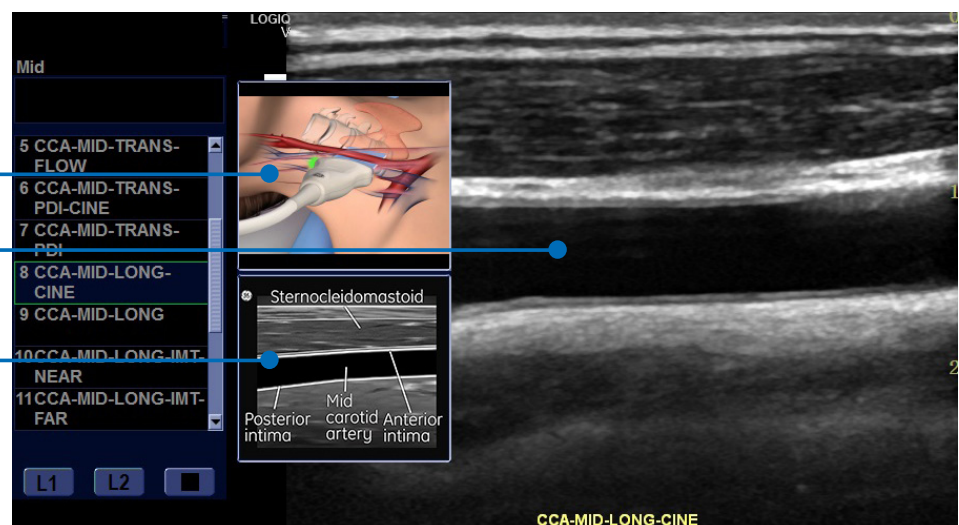 LOGIQ
V
Mid
5 CCA-MID-TRANS-
FLOW
6 CCA-MID-TRANS-
PDI-CINE
7 CCA-MID-TRANS-
PDI
8 CCA-MID-LONG-
CINE
9 CCA-MID-LONG
10CCA-MID-LONG-IMT-
NEAR
11CCA-MID-LONG-IMT-
FAR
L1 L2
Sternocleidomastoid
Posterior
intima
Mid
carotid
artery
Anterior
intima
0
1
2
CCA-MID-LONG-CINE